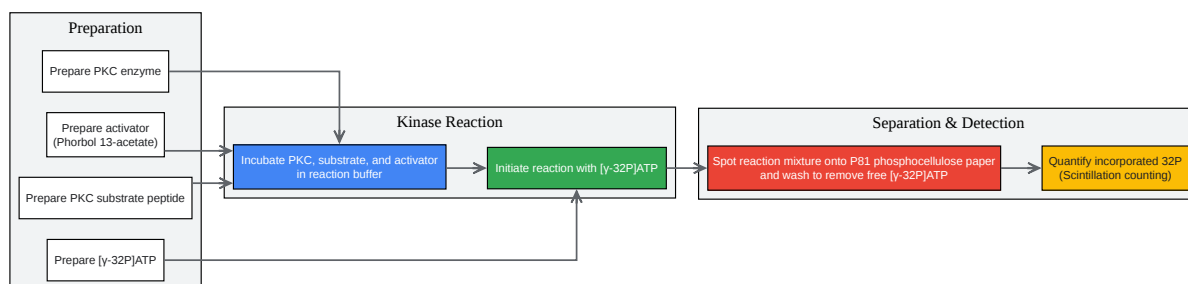 Preparation
Prepare PKC enzyme
Prepare activator
(Phorbol 13-acetate)
Prepare PKC substrate peptide
Prepare [γ-32P]ATP
Kinase Reaction
Incubate PKC, substrate, and activator
in reaction buffer
Initiate reaction with [γ-32P]ATP
Separation & Detection
Spot reaction mixture onto P81 phosphocellulose paper
and wash to remove free [γ-32P]ATP
Quantify incorporated 32P
(Scintillation counting)